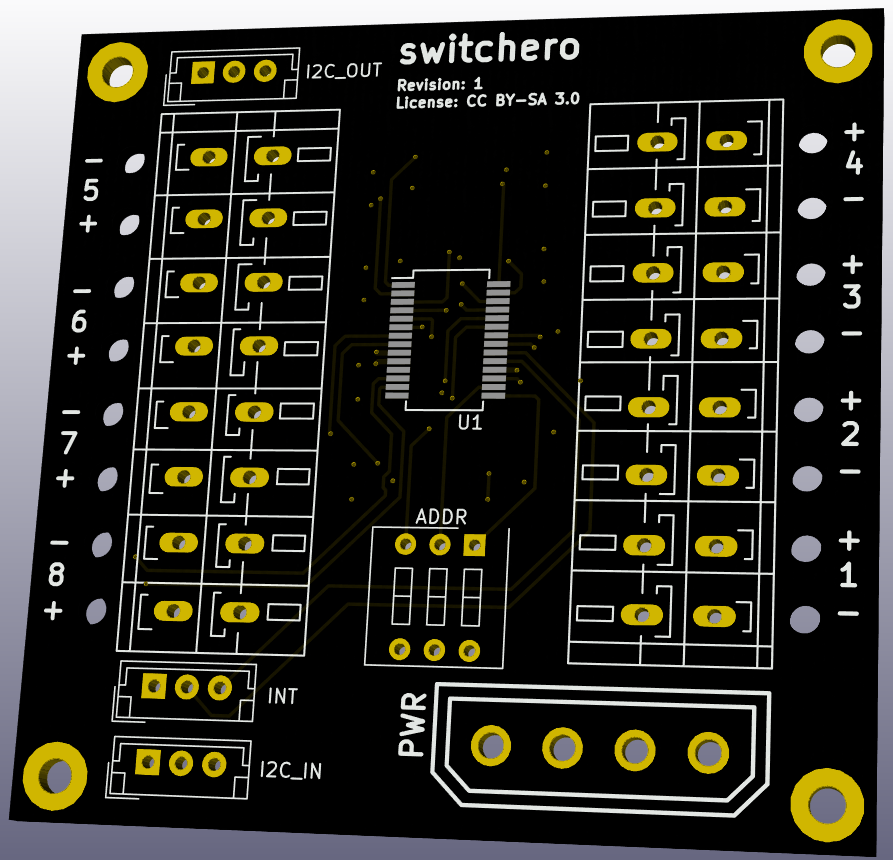 switchero
Revision: 1
License: CC BY-SA 3.0
I2C_OUT
- 5 +
- 6 +
- 7 +
- 8 +
+ 4 -
+ 3 -
+ 2 -
+ 1 -
U1
ADDR
INT
I2C_IN
PWR